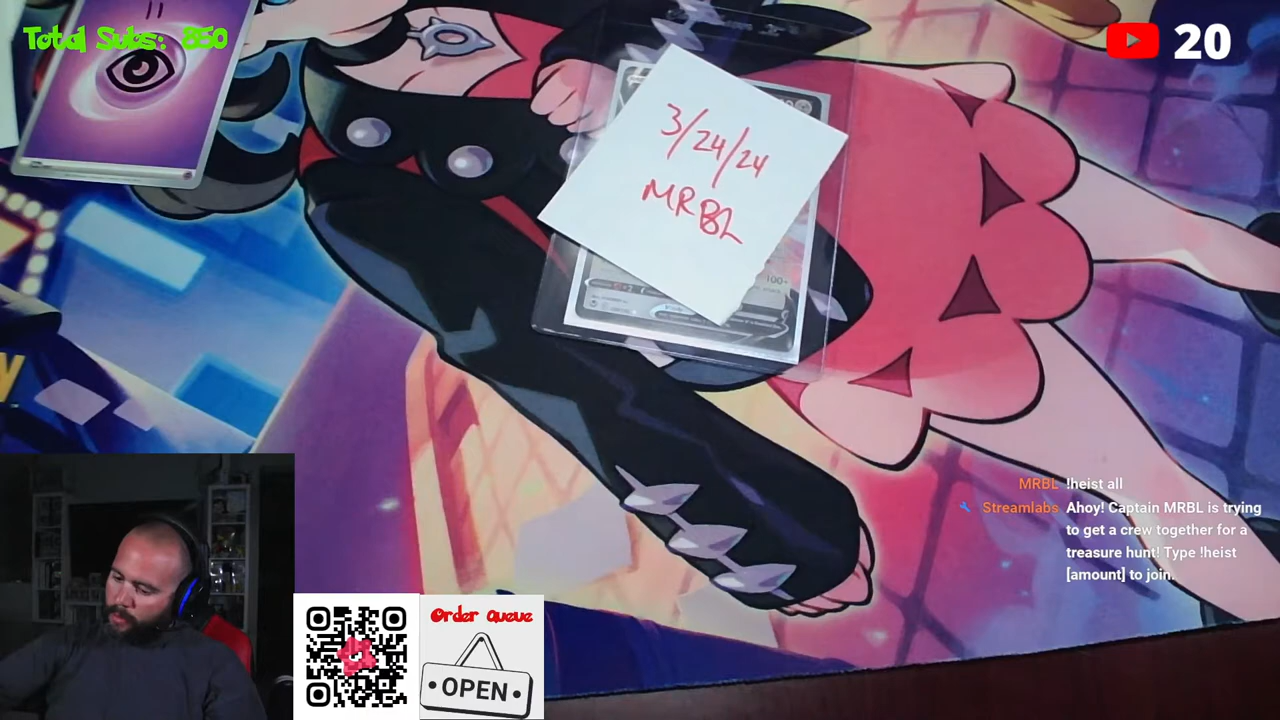 Total Subs: 850
20
3/24/24
MRBL
100+
MRBL !heist all
Streamlabs Ahoy! Captain MRBL is trying
to get a crew together for a
treasure hunt! Type !heist
[amount] to join.
Order Queue
• OPEN •